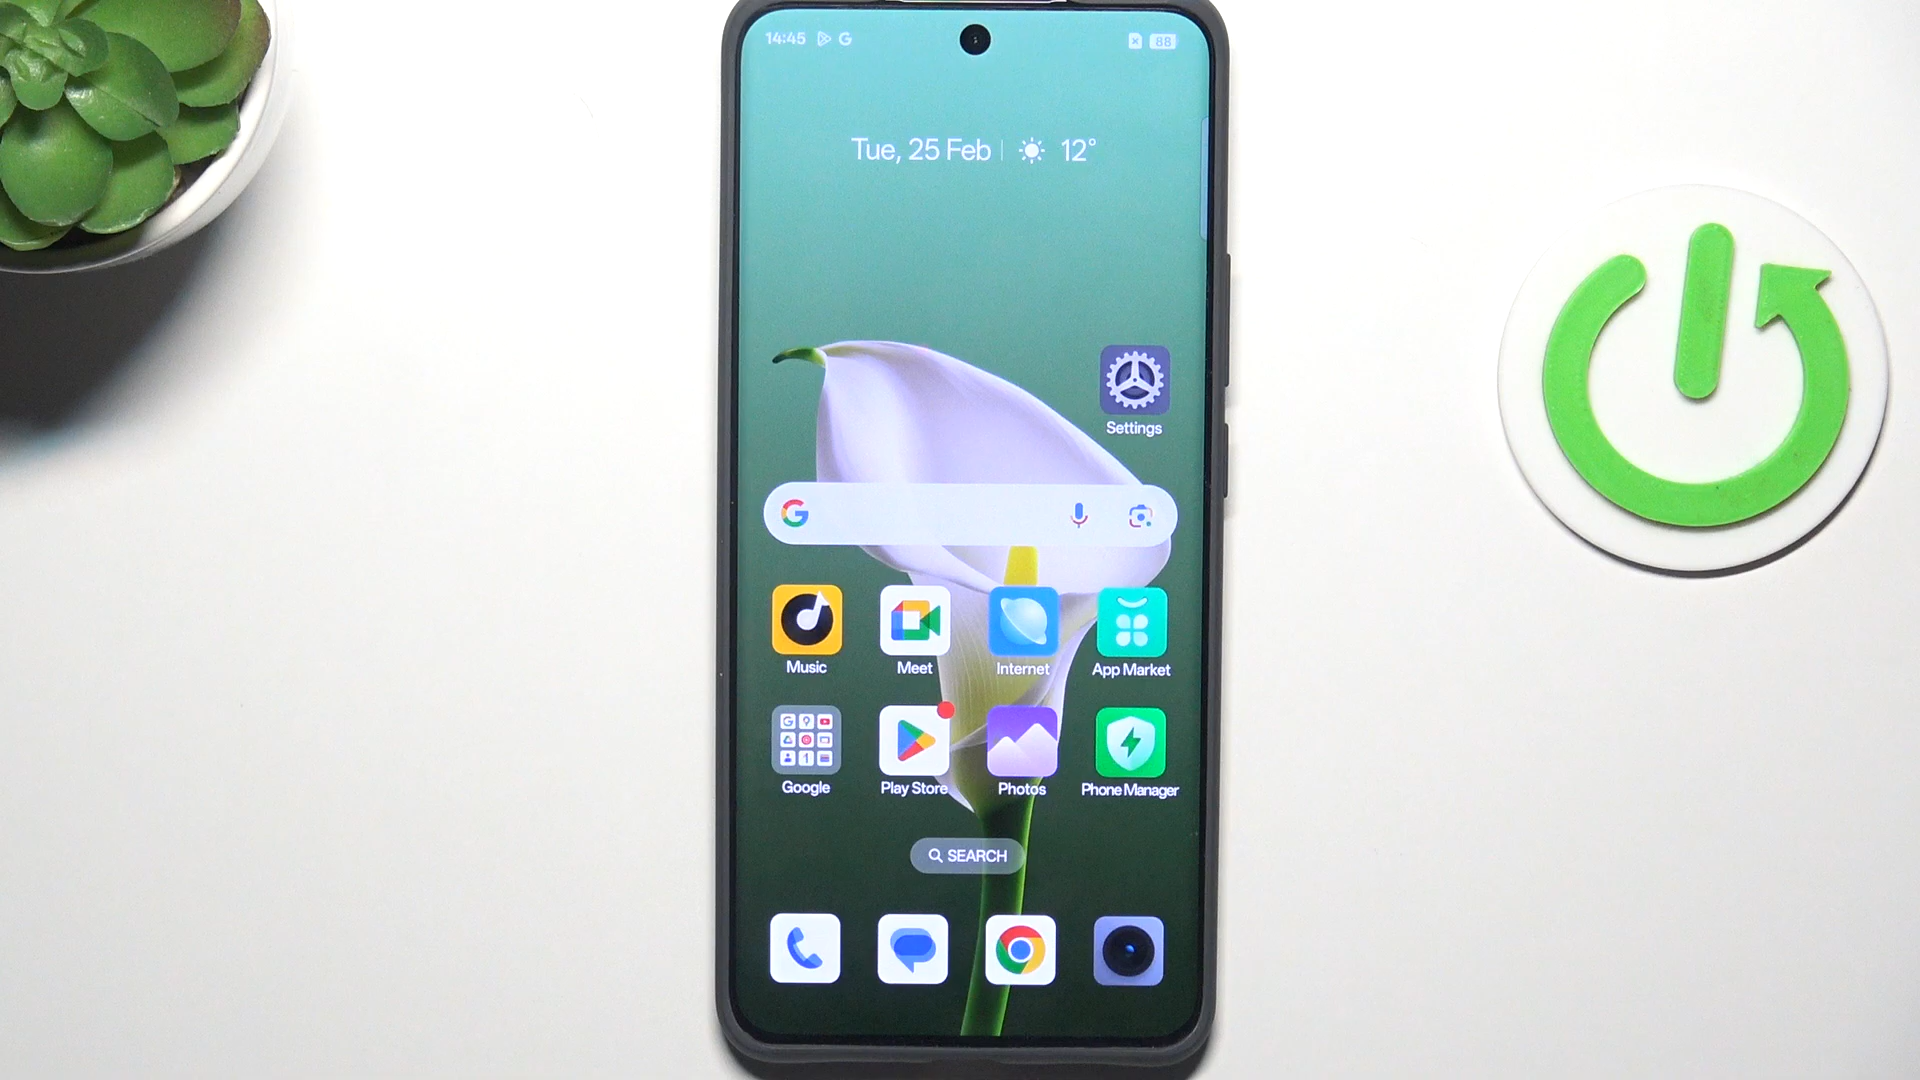 14:45
88
Tue, 25 Feb 12°
Settings
Music Meet Internet App Market
Google Play Store Photos Phone Manager
SEARCH